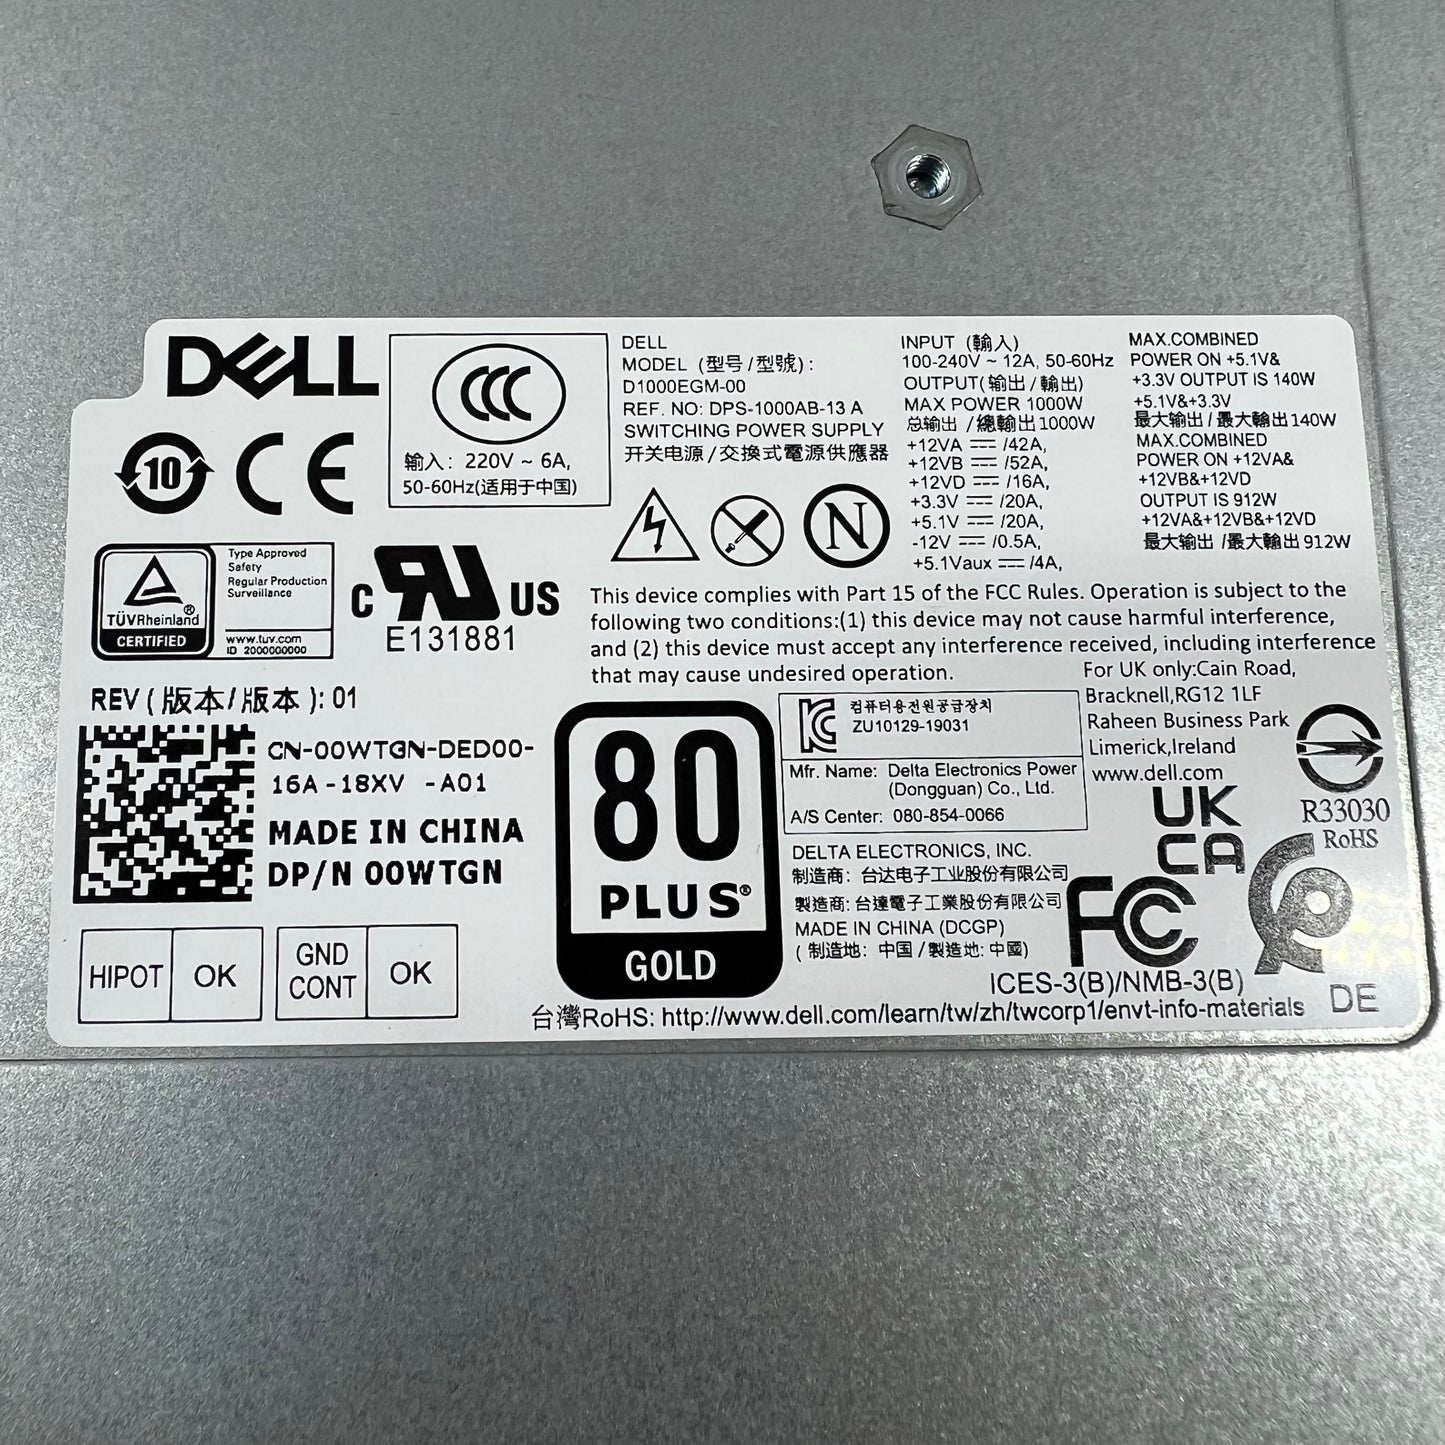 DELL
CCC
输入: 220V ~ 6A,
50-60Hz(适用于中国)
DELL
MODEL (型号/型號):
D1000EGM-00
REF. NO: DPS-1000AB-13 A
SWITCHING POWER SUPPLY
开关电源/交換式電源供應器
INPUT (輸入)
100-240V ~ 12A, 50-60Hz
OUTPUT(输出/輸出)
MAX POWER 1000W
总输出/總輸出1000W
+12VA ⎓ /42A,
+12VB ⎓ /52A,
+12VD ⎓ /16A,
+3.3V ⎓ /20A,
+5.1V ⎓ /20A,
-12V ⎓ /0.5A,
+5.1Vaux ⎓ /4A,
MAX.COMBINED
POWER ON +5.1V&
+3.3V OUTPUT IS 140W
+5.1V&+3.3V
最大输出/最大輸出140W
MAX.COMBINED
POWER ON +12VA&
+12VB&+12VD
OUTPUT IS 912W
+12VA&+12VB&+12VD
最大输出/最大輸出912W
10
CE
N
TÜVRheinland®
CERTIFIED
Type Approved
Safety
Regular Production
Surveillance
www.tuv.com
ID 2000000000
c RU US
E131881
This device complies with Part 15 of the FCC Rules. Operation is subject to the
following two conditions:(1) this device may not cause harmful interference,
and (2) this device must accept any interference received, including interference
that may cause undesired operation.
For UK only:Cain Road,
Bracknell,RG12 1LF
Raheen Business Park
Limerick,Ireland
www.dell.com
REV (版本/版本): 01
CN-00WTGN-DED00-
16A-18XV -A01
MADE IN CHINA
DP/N 00WTGN
HIPOT OK
GND
CONT OK
80
PLUS®
GOLD
KC
컴퓨터용전원공급장치
ZU10129-19031
Mfr. Name: Delta Electronics Power
(Dongguan) Co., Ltd.
A/S Center: 080-854-0066
DELTA ELECTRONICS, INC.
制造商: 台达电子工业股份有限公司
製造商: 台達電子工業股份有限公司
MADE IN CHINA (DCGP)
(制造地: 中国/製造地: 中國)
UK
CA
FC
R33030
RoHS
ICES-3(B)/NMB-3(B)
台灣RoHS: http://www.dell.com/learn/tw/zh/twcorp1/envt-info-materials
DE